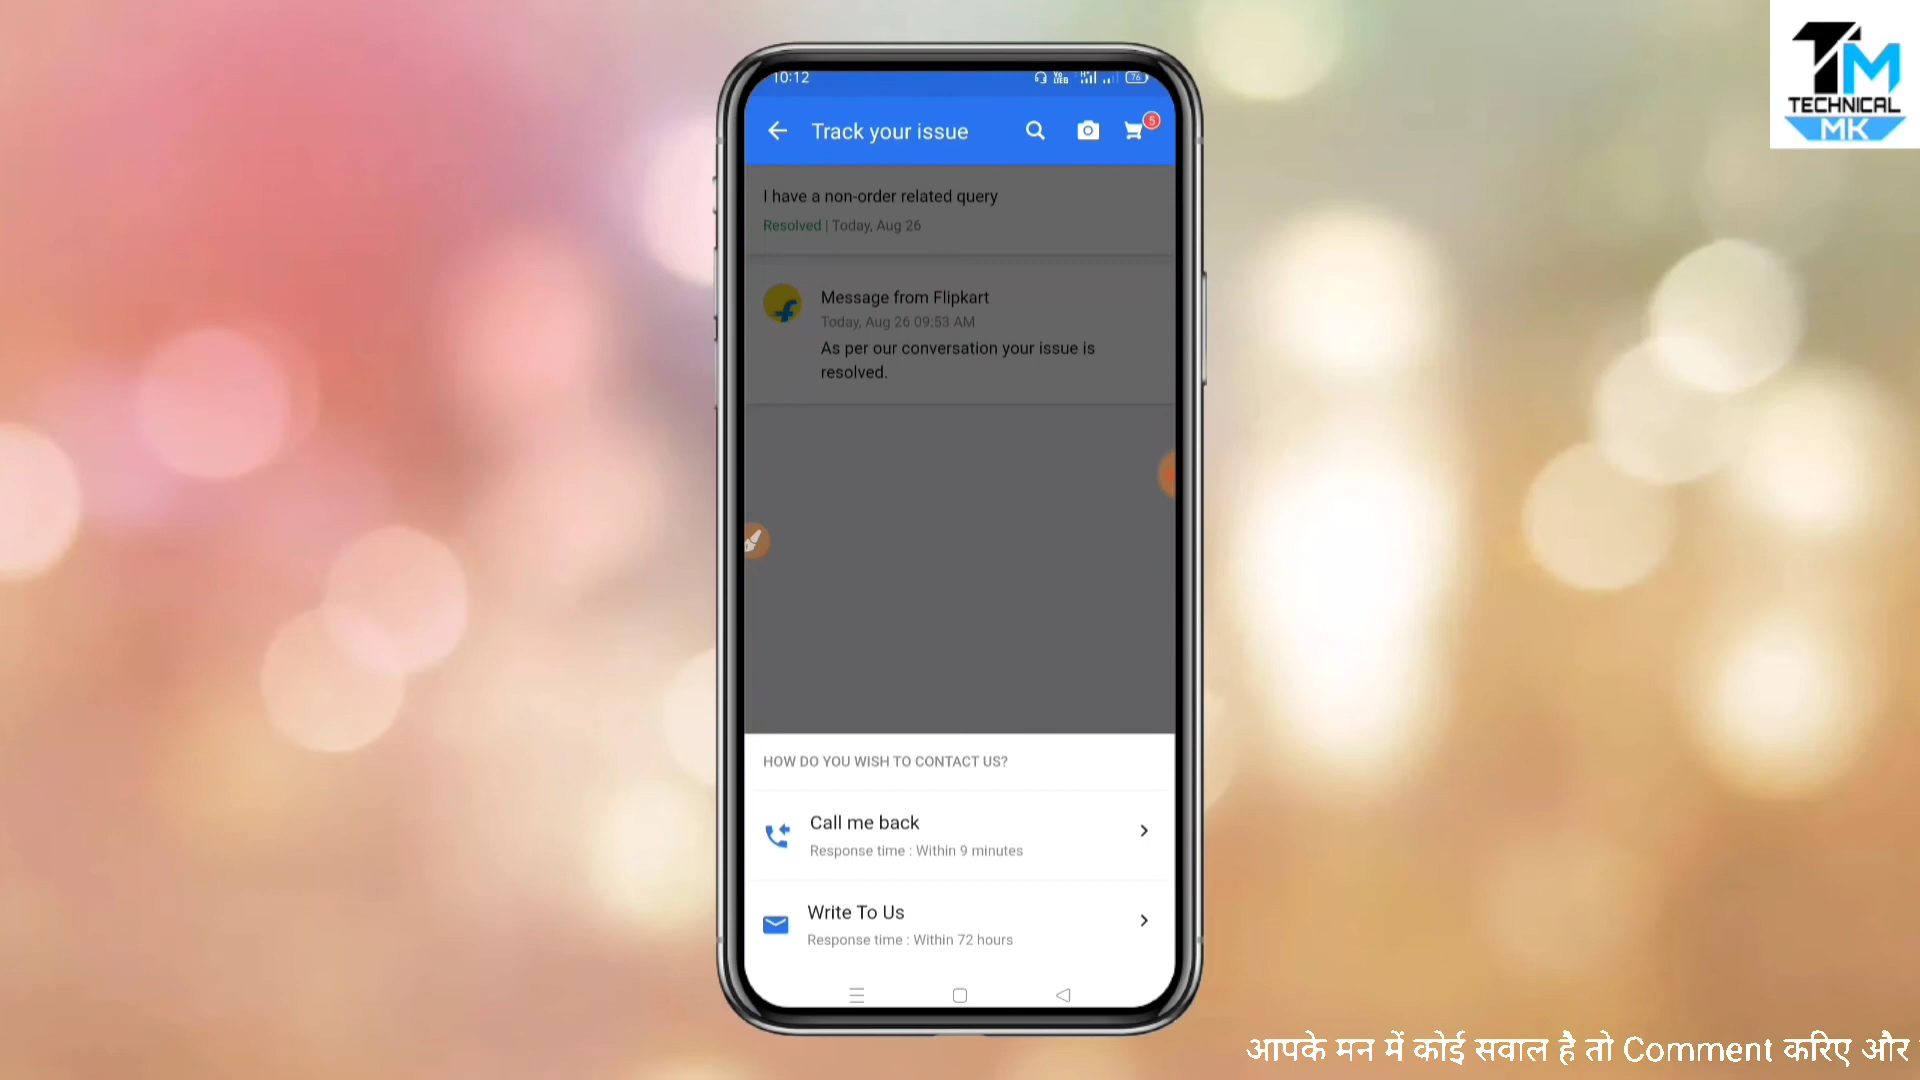 10:12
76
Track your issue
5
I have a non-order related query
Resolved | Today, Aug 26
Message from Flipkart
Today, Aug 26 09:53 AM
As per our conversation your issue is
resolved.
HOW DO YOU WISH TO CONTACT US?
Call me back
Response time : Within 9 minutes
Write To Us
Response time : Within 72 hours
TM
TECHNICAL
MK
आपके मन में कोई सवाल है तो Comment करिए और